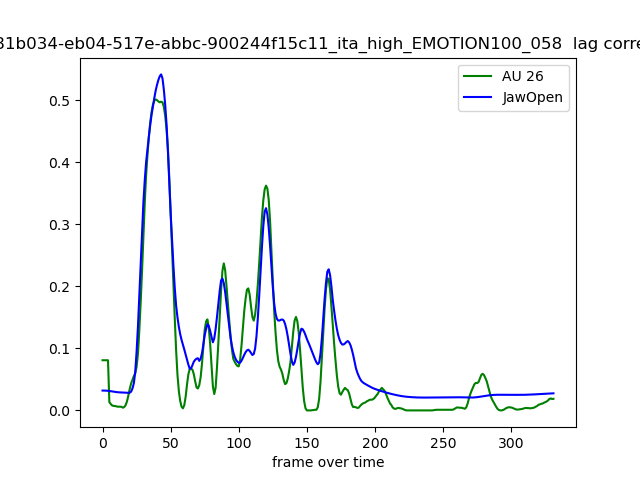 31b034-eb04-517e-abbc-900244f15c11_ita_high_EMOTION100_058 lag corre
AU 26
JawOpen
0.5
0.4
0.3
0.2
0.1
0.0
0 50 100 150 200 250 300
frame over time